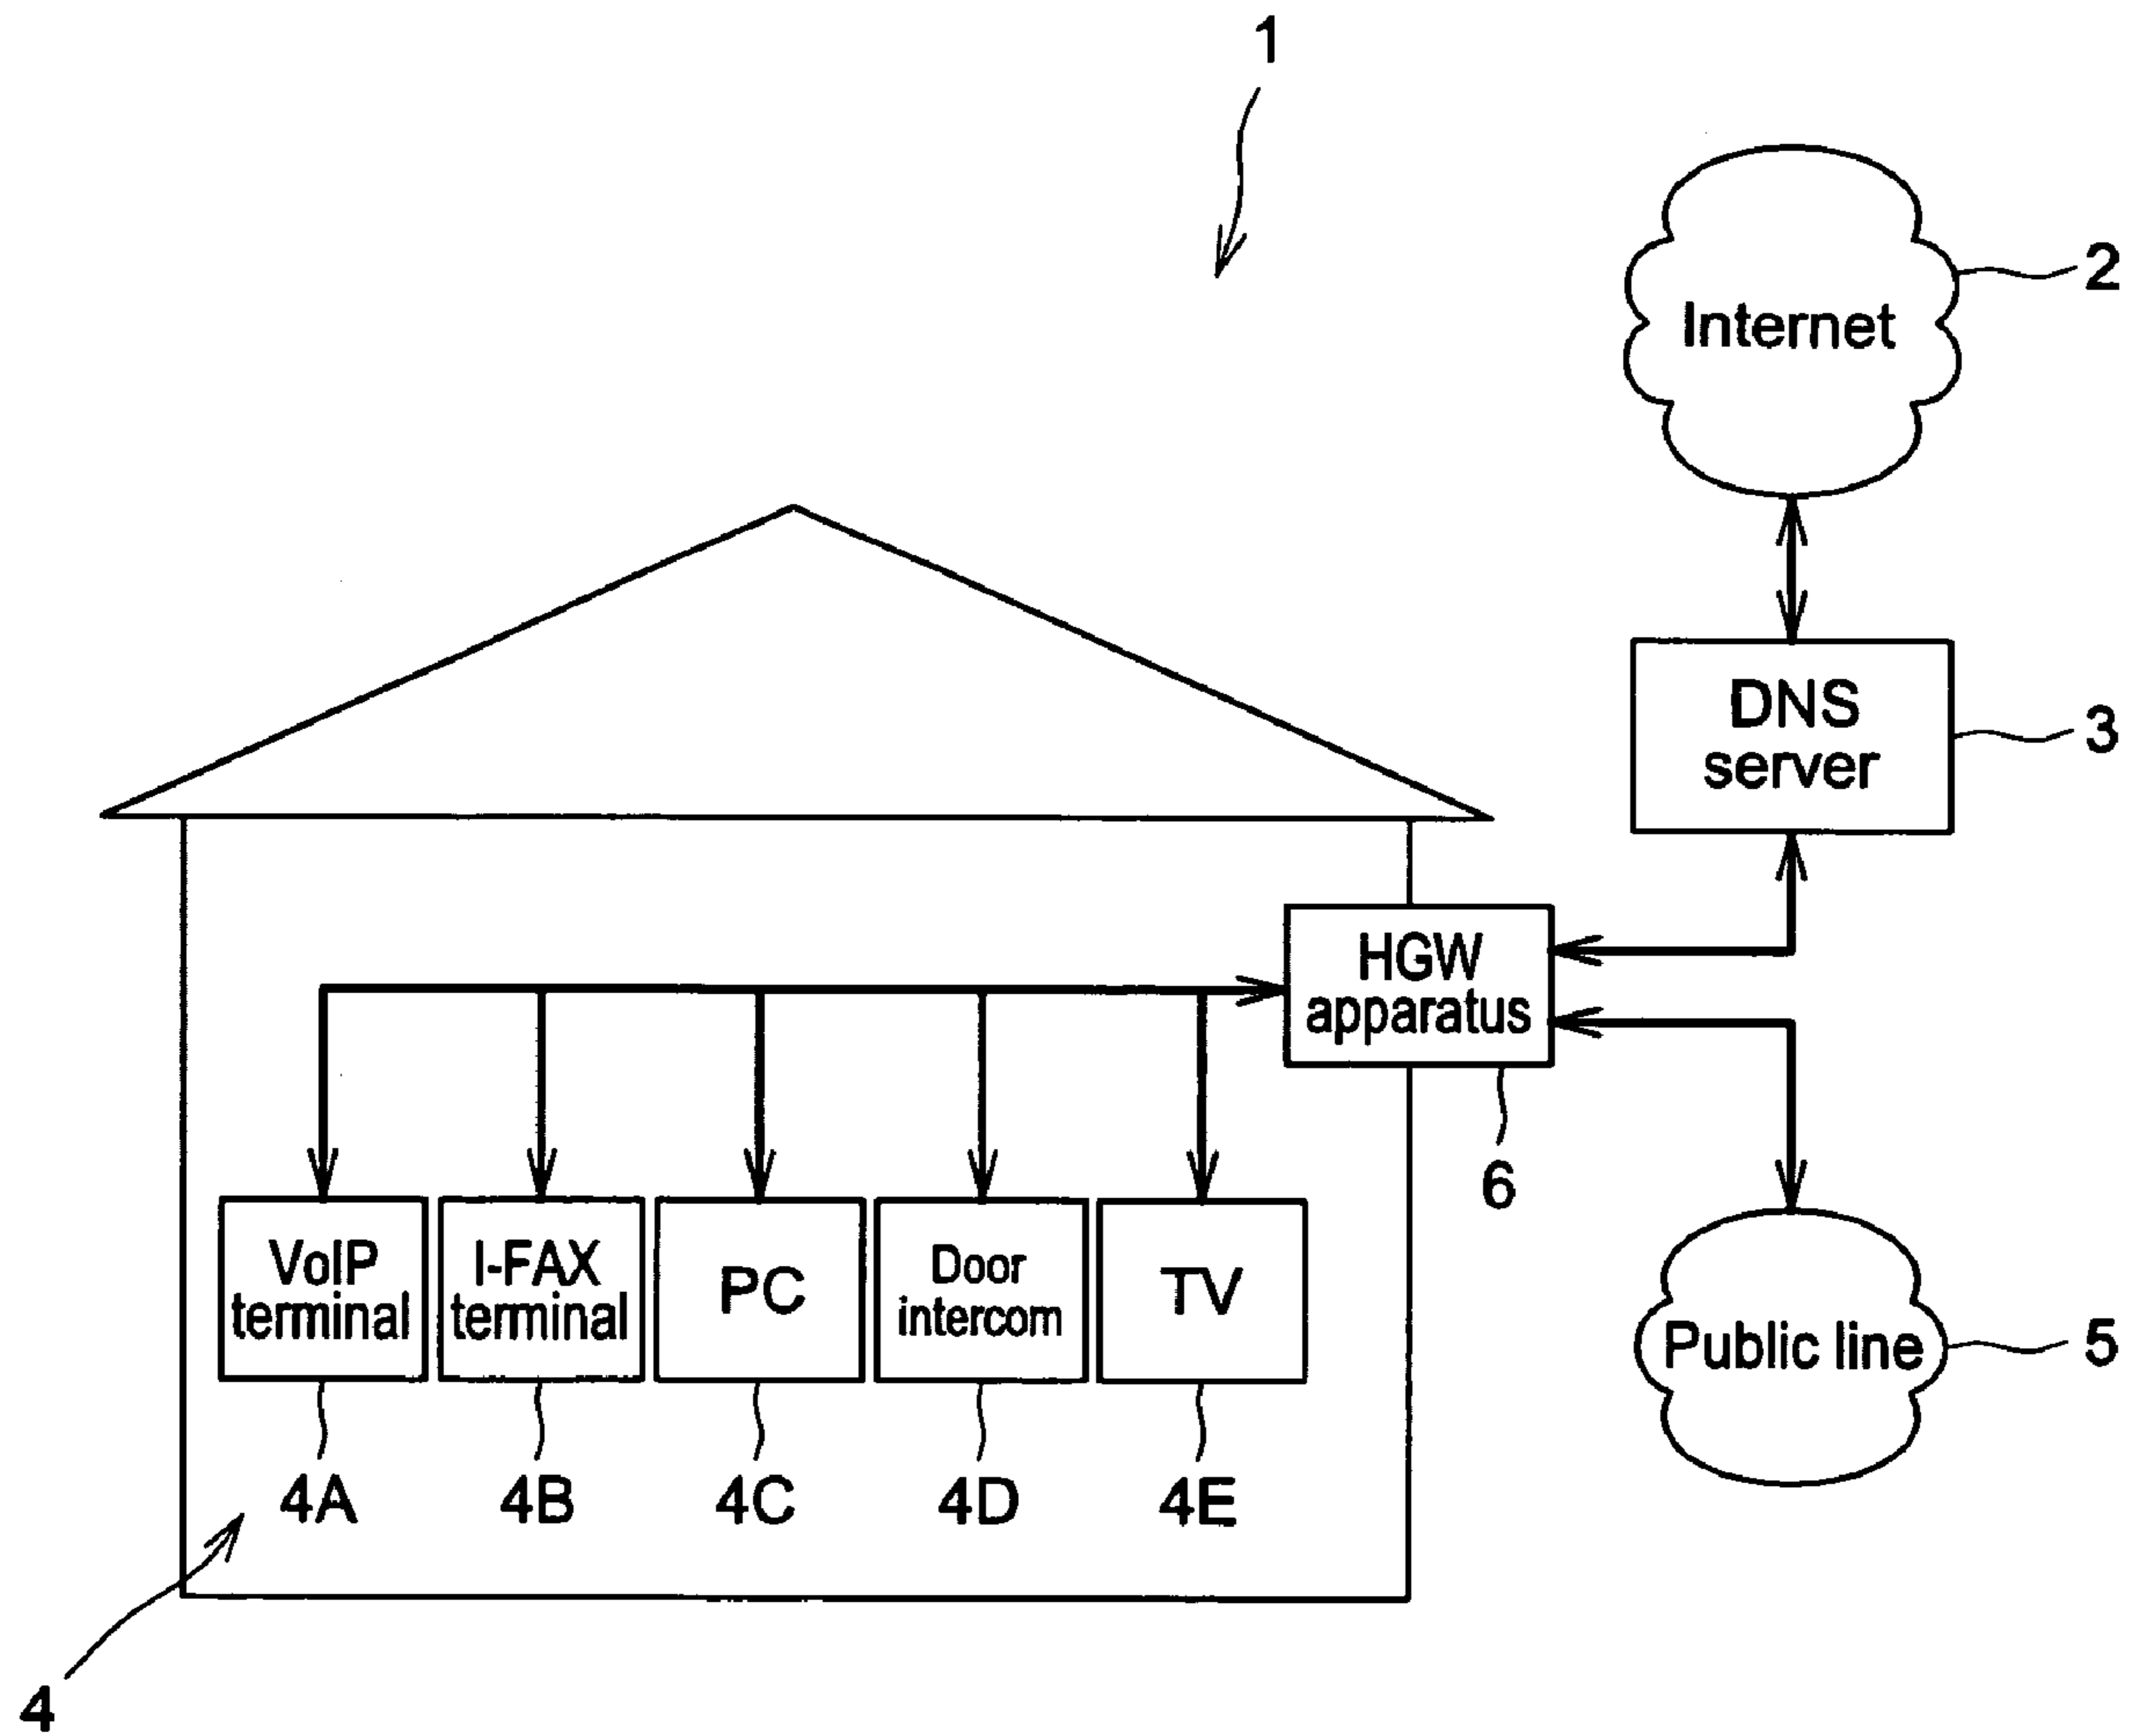 1
Internet
2
DNS
server
3
HGW
apparatus
6
VoIP
terminal
I-FAX
terminal
PC
Door
intercom
TV
Public line
5
4A
4B
4C
4D
4E
4